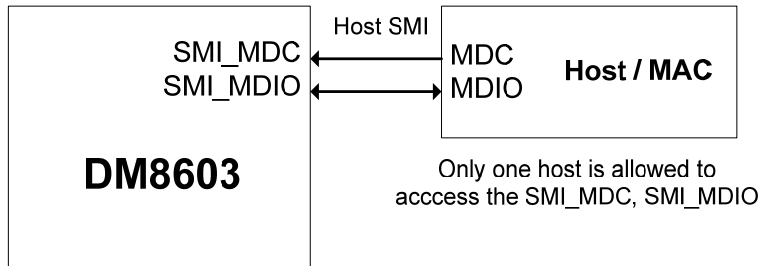 Host SMI
SMI_MDC
SMI_MDIO
MDC
MDIO
Host / MAC
DM8603
Only one host is allowed to
acccess the SMI_MDC, SMI_MDIO